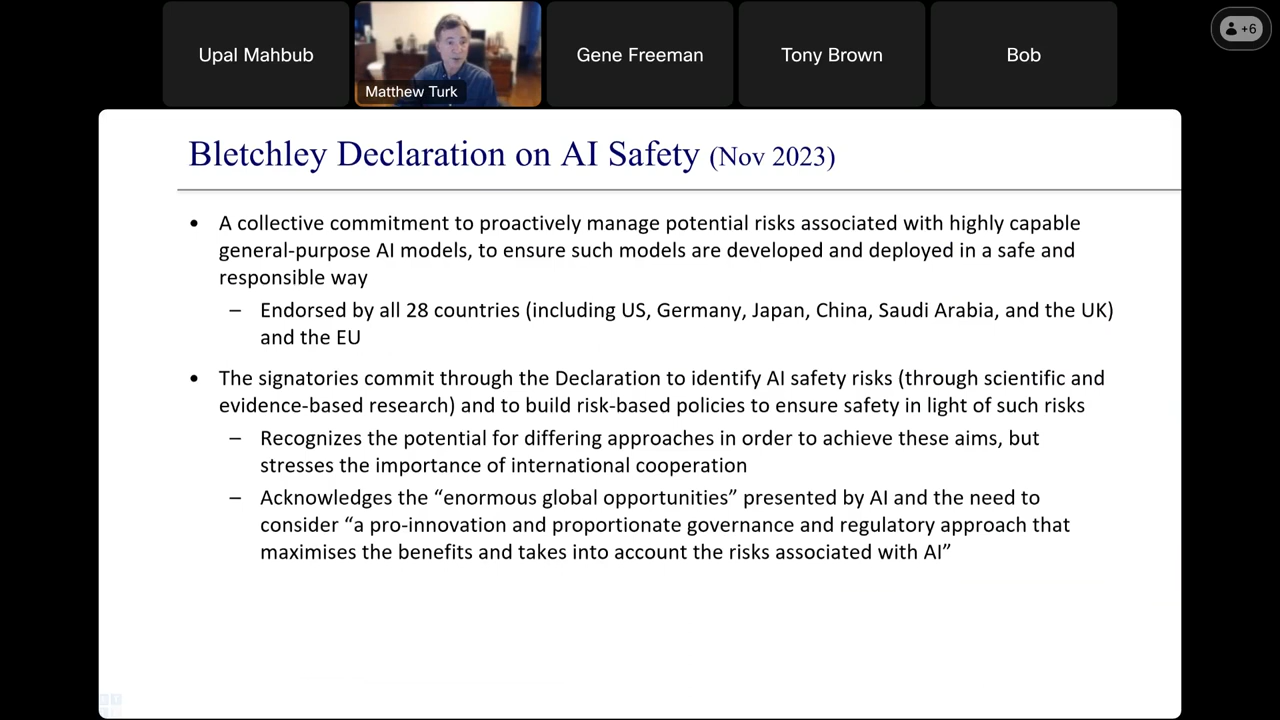 Upal Mahbub
Matthew Turk
Gene Freeman
Tony Brown
Bob
+6
Bletchley Declaration on AI Safety (Nov 2023)
• A collective commitment to proactively manage potential risks associated with highly capable
general-purpose AI models, to ensure such models are developed and deployed in a safe and
responsible way
– Endorsed by all 28 countries (including US, Germany, Japan, China, Saudi Arabia, and the UK)
and the EU
• The signatories commit through the Declaration to identify AI safety risks (through scientific and
evidence-based research) and to build risk-based policies to ensure safety in light of such risks
– Recognizes the potential for differing approaches in order to achieve these aims, but
stresses the importance of international cooperation
– Acknowledges the “enormous global opportunities” presented by AI and the need to
consider “a pro-innovation and proportionate governance and regulatory approach that
maximises the benefits and takes into account the risks associated with AI”